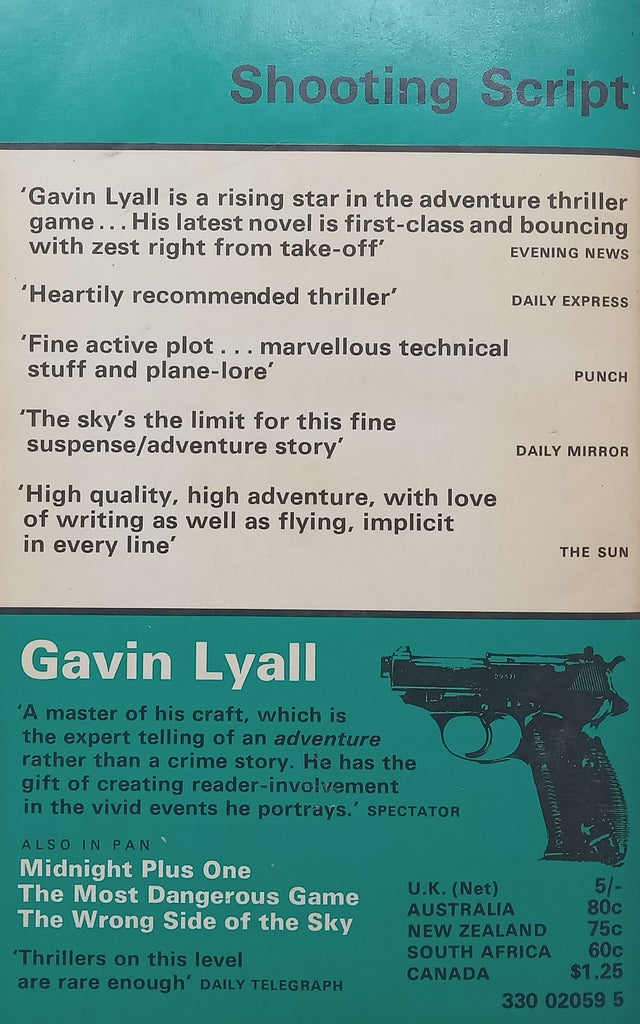 Shooting Script
'Gavin Lyall is a rising star in the adventure thriller
game... His latest novel is first-class and bouncing
with zest right from take-off' EVENING NEWS
'Heartily recommended thriller' DAILY EXPRESS
'Fine active plot . . . marvellous technical
stuff and plane-lore' PUNCH
'The sky's the limit for this fine
suspense/adventure story' DAILY MIRROR
'High quality, high adventure, with love
of writing as well as flying, implicit
in every line' THE SUN
Gavin Lyall
'A master of his craft, which is
the expert telling of an adventure
rather than a crime story. He has the
gift of creating reader-involvement
in the vivid events he portrays.' SPECTATOR
ALSO IN PAN
Midnight Plus One
The Most Dangerous Game
The Wrong Side of the Sky
'Thrillers on this level
are rare enough' DAILY TELEGRAPH
U.K. (Net) 5/-
AUSTRALIA 80c
NEW ZEALAND 75c
SOUTH AFRICA 60c
CANADA $1.25
330 02059 5